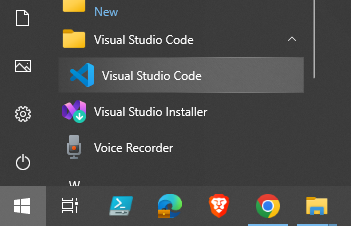 New
Visual Studio Code
Visual Studio Code
Visual Studio Installer
Voice Recorder
W